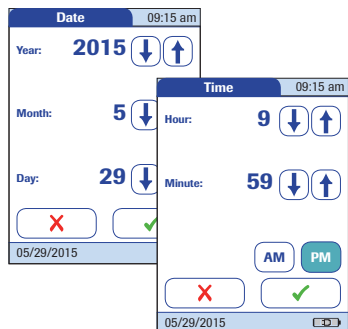 Date 09:15 am
Year: 2015
Month: 5
Day: 29
05/29/2015
Time 09:15 am
Hour: 9
Minute: 59
AM PM
05/29/2015